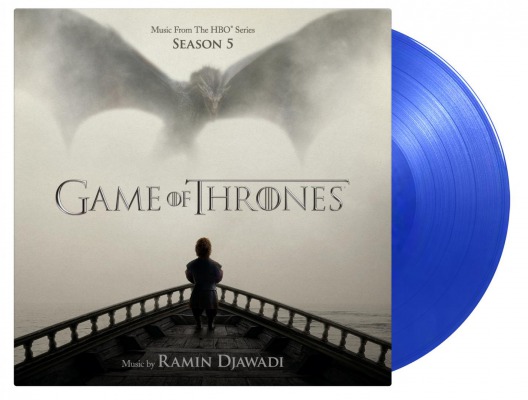 Music From The HBO® Series
SEASON 5
GAME OF THRONES
Music by RAMIN DJAWADI